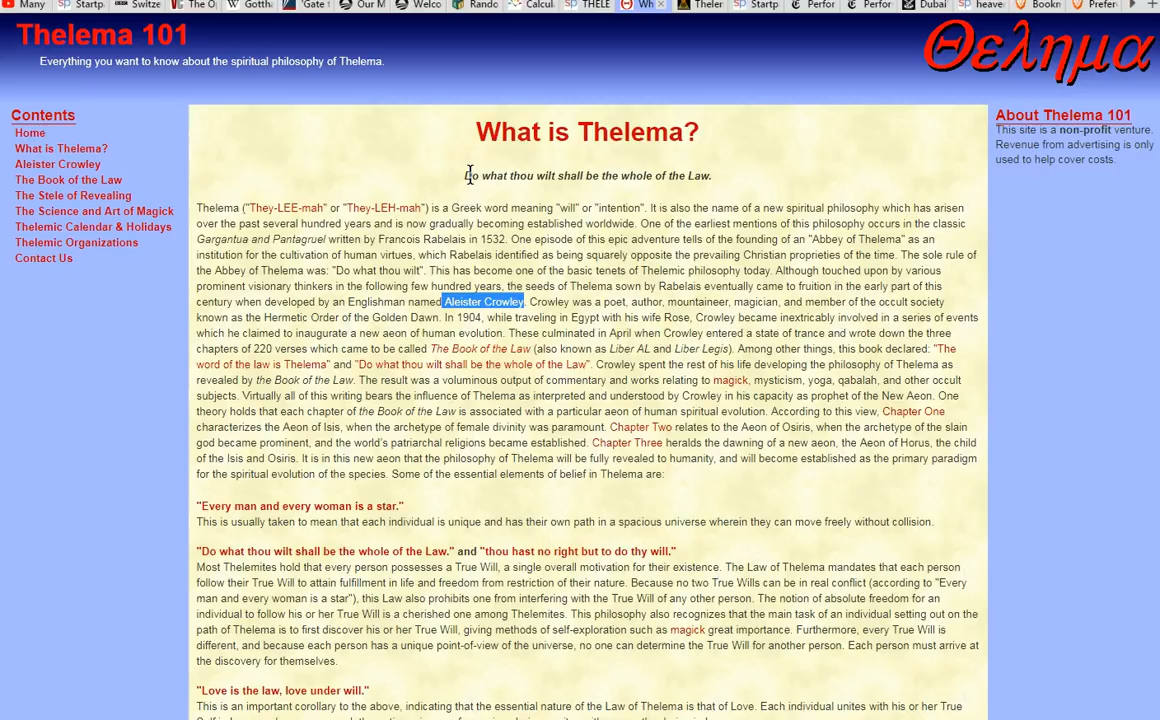 Many
Startp
Switze
The O
Gotth
'Gate
Our M
Welco
Rando
Calcul
THELE
Wh
Theler
Startp
Perfor
Perfor
Dubai
heave
Bookn
Prefer
Thelema 101
Everything you want to know about the spiritual philosophy of Thelema.
Θελημα
Contents
Home
What is Thelema?
Aleister Crowley
The Book of the Law
The Stele of Revealing
The Science and Art of Magick
Thelemic Calendar & Holidays
Thelemic Organizations
Contact Us
What is Thelema?
Do what thou wilt shall be the whole of the Law.
Thelema ("They-LEE-mah" or "They-LEH-mah") is a Greek word meaning "will" or "intention". It is also the name of a new spiritual philosophy which has arisen
over the past several hundred years and is now gradually becoming established worldwide. One of the earliest mentions of this philosophy occurs in the classic
Gargantua and Pantagruel written by Francois Rabelais in 1532. One episode of this epic adventure tells of the founding of an "Abbey of Thelema" as an
institution for the cultivation of human virtues, which Rabelais identified as being squarely opposite the prevailing Christian proprieties of the time. The sole rule of
the Abbey of Thelema was: "Do what thou wilt". This has become one of the basic tenets of Thelemic philosophy today. Although touched upon by various
prominent visionary thinkers in the following few hundred years, the seeds of Thelema sown by Rabelais eventually came to fruition in the early part of this
century when developed by an Englishman named Aleister Crowley. Crowley was a poet, author, mountaineer, magician, and member of the occult society
known as the Hermetic Order of the Golden Dawn. In 1904, while traveling in Egypt with his wife Rose, Crowley became inextricably involved in a series of events
which he claimed to inaugurate a new aeon of human evolution. These culminated in April when Crowley entered a state of trance and wrote down the three
chapters of 220 verses which came to be called The Book of the Law (also known as Liber AL and Liber Legis). Among other things, this book declared: "The
word of the law is Thelema" and "Do what thou wilt shall be the whole of the Law". Crowley spent the rest of his life developing the philosophy of Thelema as
revealed by the Book of the Law. The result was a voluminous output of commentary and works relating to magick, mysticism, yoga, qabalah, and other occult
subjects. Virtually all of this writing bears the influence of Thelema as interpreted and understood by Crowley in his capacity as prophet of the New Aeon. One
theory holds that each chapter of the Book of the Law is associated with a particular aeon of human spiritual evolution. According to this view, Chapter One
characterizes the Aeon of Isis, when the archetype of female divinity was paramount. Chapter Two relates to the Aeon of Osiris, when the archetype of the slain
god became prominent, and the world's patriarchal religions became established. Chapter Three heralds the dawning of a new aeon, the Aeon of Horus, the child
of the Isis and Osiris. It is in this new aeon that the philosophy of Thelema will be fully revealed to humanity, and will become established as the primary paradigm
for the spiritual evolution of the species. Some of the essential elements of belief in Thelema are:
"Every man and every woman is a star."
This is usually taken to mean that each individual is unique and has their own path in a spacious universe wherein they can move freely without collision.
"Do what thou wilt shall be the whole of the Law." and "thou hast no right but to do thy will."
Most Thelemites hold that every person possesses a True Will, a single overall motivation for their existence. The Law of Thelema mandates that each person
follow their True Will to attain fulfillment in life and freedom from restriction of their nature. Because no two True Wills can be in real conflict (according to "Every
man and every woman is a star"), this Law also prohibits one from interfering with the True Will of any other person. The notion of absolute freedom for an
individual to follow his or her True Will is a cherished one among Thelemites. This philosophy also recognizes that the main task of an individual setting out on the
path of Thelema is to first discover his or her True Will, giving methods of self-exploration such as magick great importance. Furthermore, every True Will is
different, and because each person has a unique point-of-view of the universe, no one can determine the True Will for another person. Each person must arrive at
the discovery for themselves.
"Love is the law, love under will."
This is an important corollary to the above, indicating that the essential nature of the Law of Thelema is that of Love. Each individual unites with his or her
About Thelema 101
This site is a non-profit venture.
Revenue from advertising is only
used to help cover costs.